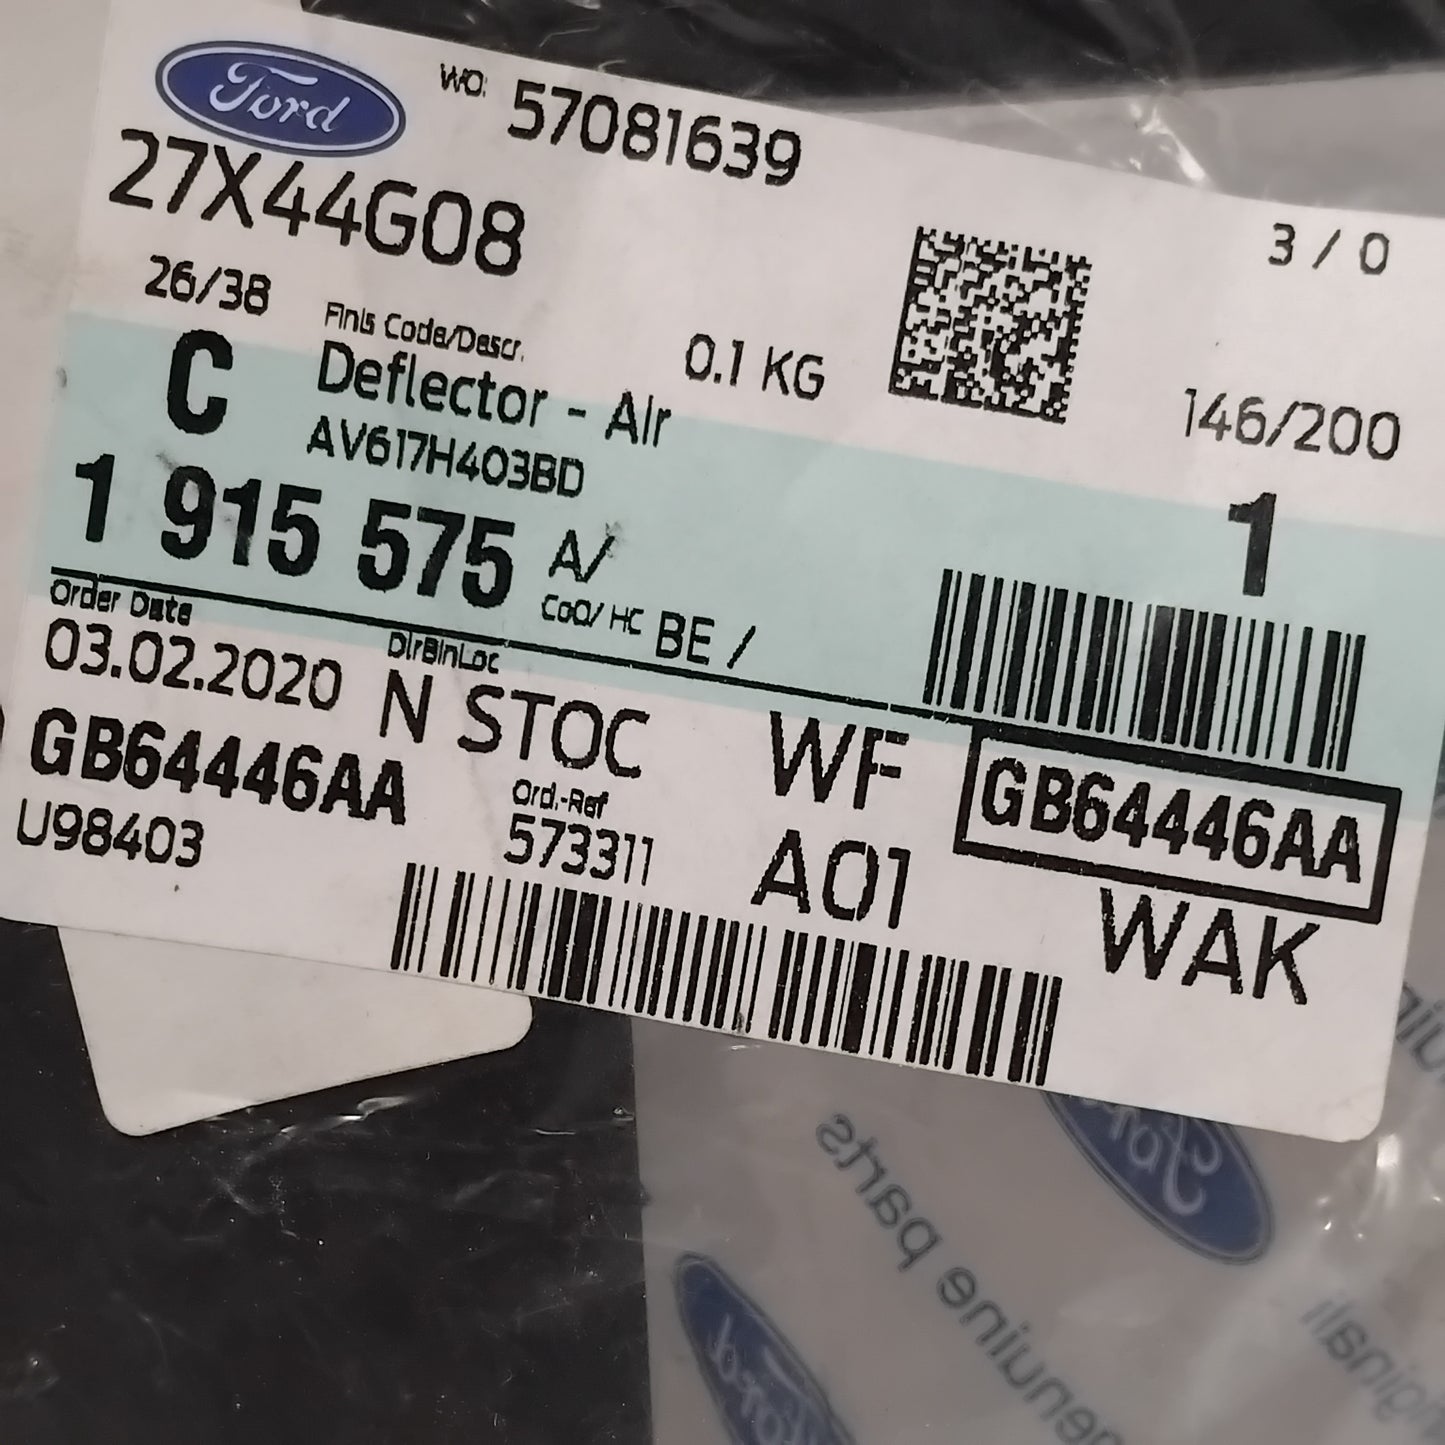 Ford
WO: 57081639
27X44G08
3 / 0
26/38
Finis Code/Descr.
0.1 KG
C
Deflector - Air
146/200
AV617H403BD
1 915 575 A/
1
CoO/ HC BE /
Order Date
DirBinLoc
03.02.2020 N STOC
WF
GB64446AA
GB64446AA
Ord.-Ref
U98403
573311
A01
WAK
Ford
genuine parts
Ford